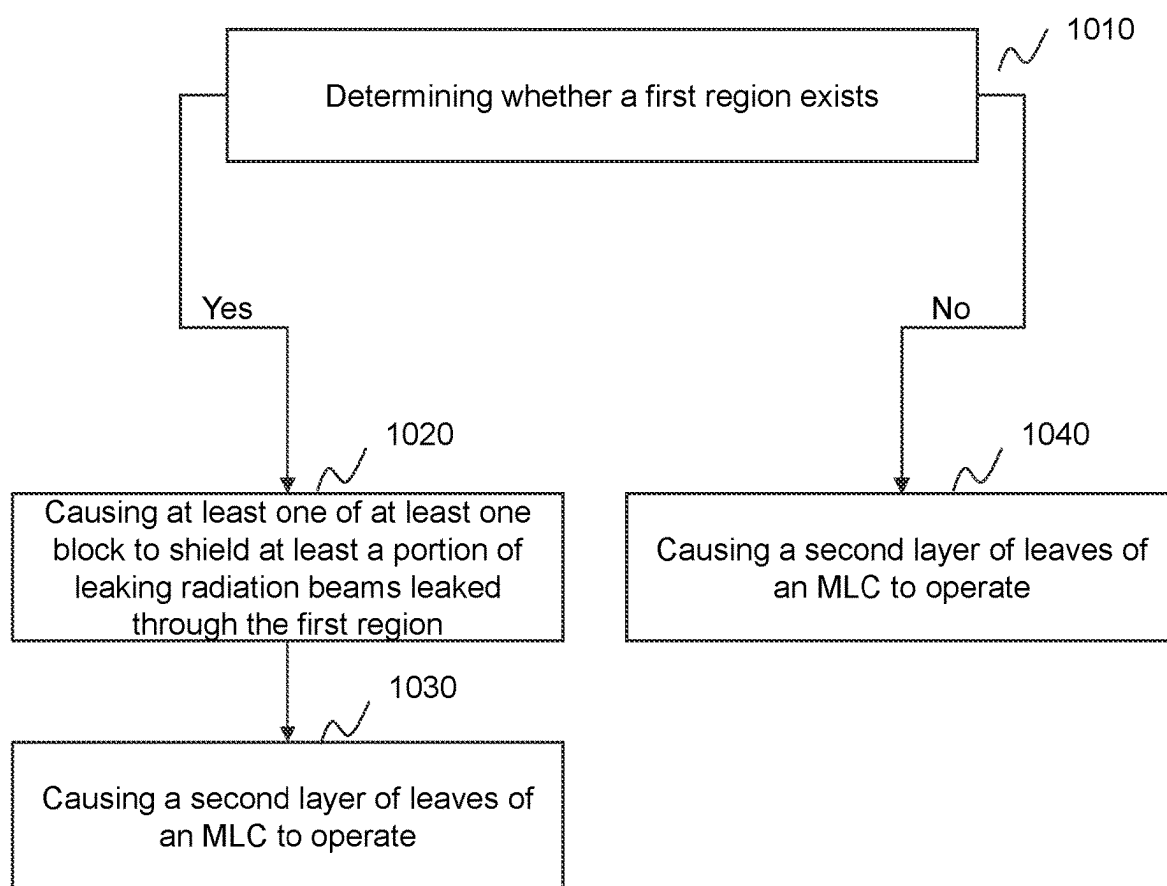 1010
Determining whether a first region exists
Yes
No
1020
1040
Causing at least one of at least one
block to shield at least a portion of
leaking radiation beams leaked
through the first region
Causing a second layer of leaves of
an MLC to operate
1030
Causing a second layer of leaves of
an MLC to operate